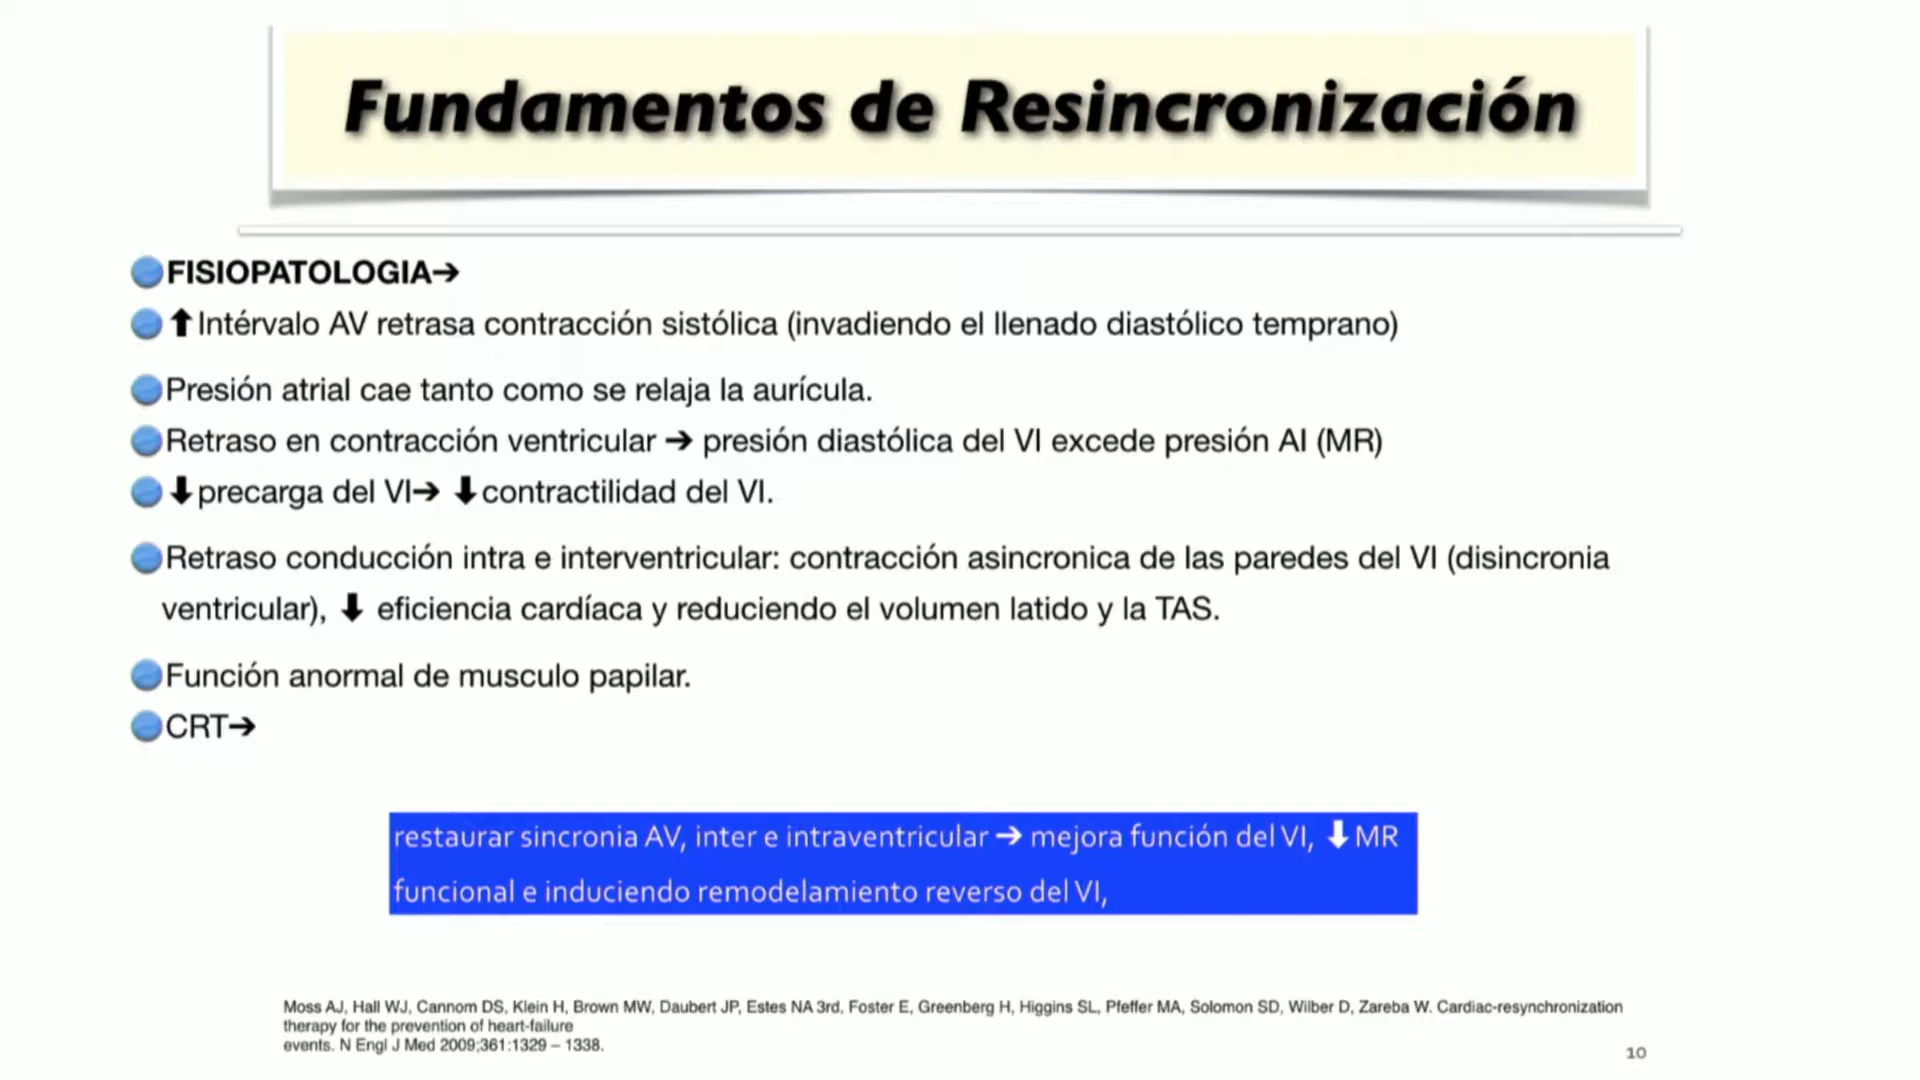 Fundamentos de Resincronización
FISIOPATOLOGIA➔
⬆Intérvalo AV retrasa contracción sistólica (invadiendo el llenado diastólico temprano)
Presión atrial cae tanto como se relaja la aurícula.
Retraso en contracción ventricular ➔ presión diastólica del VI excede presión AI (MR)
⬇precarga del VI➔ ⬇contractilidad del VI.
Retraso conducción intra e interventricular: contracción asincronica de las paredes del VI (disincronia
ventricular), ⬇ eficiencia cardíaca y reduciendo el volumen latido y la TAS.
Función anormal de musculo papilar.
CRT➔
restaurar sincronia AV, inter e intraventricular ➔ mejora función del VI, ⬇MR
funcional e induciendo remodelamiento reverso del VI,
Moss AJ, Hall WJ, Cannom DS, Klein H, Brown MW, Daubert JP, Estes NA 3rd, Foster E, Greenberg H, Higgins SL, Pfeffer MA, Solomon SD, Wilber D, Zareba W. Cardiac-resynchronization
therapy for the prevention of heart-failure
events. N Engl J Med 2009;361:1329 – 1338.
10